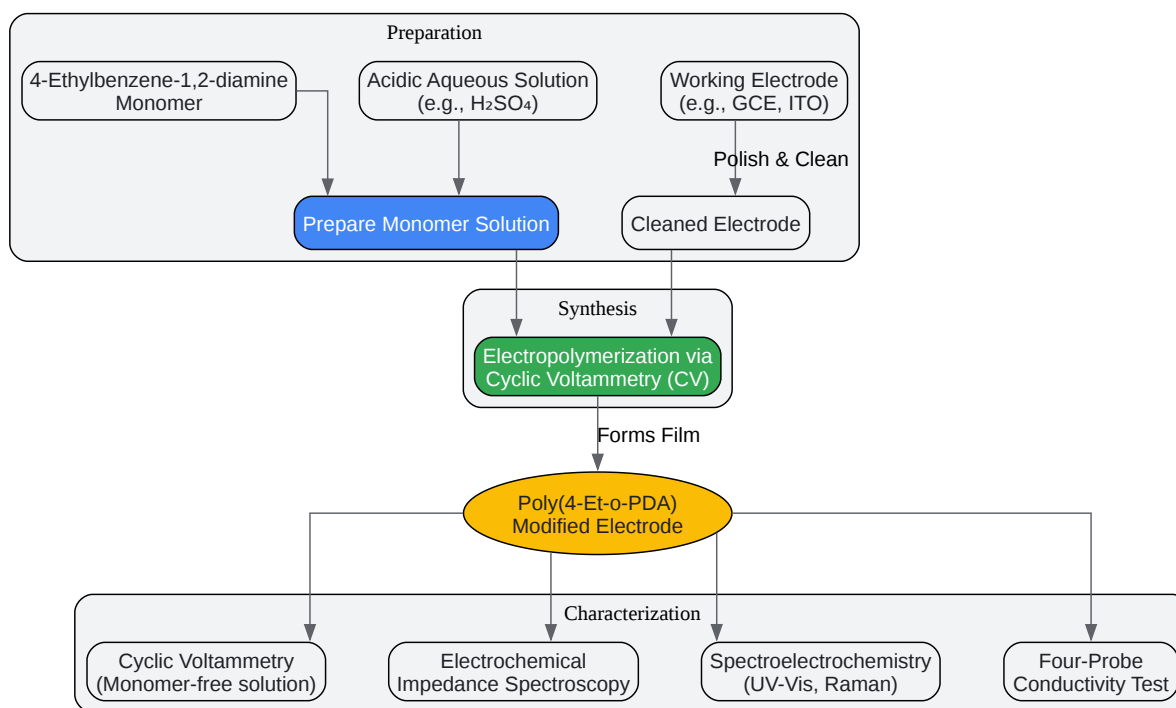 Preparation
4-Ethylbenzene-1,2-diamine
Monomer
Acidic Aqueous Solution
(e.g., H₂SO₄)
Working Electrode
(e.g., GCE, ITO)
Polish & Clean
Prepare Monomer Solution
Cleaned Electrode
Synthesis
Electropolymerization via
Cyclic Voltammetry (CV)
Forms Film
Poly(4-Et-o-PDA)
Modified Electrode
Characterization
Cyclic Voltammetry
(Monomer-free solution)
Electrochemical
Impedance Spectroscopy
Spectroelectrochemistry
(UV-Vis, Raman)
Four-Probe
Conductivity Test